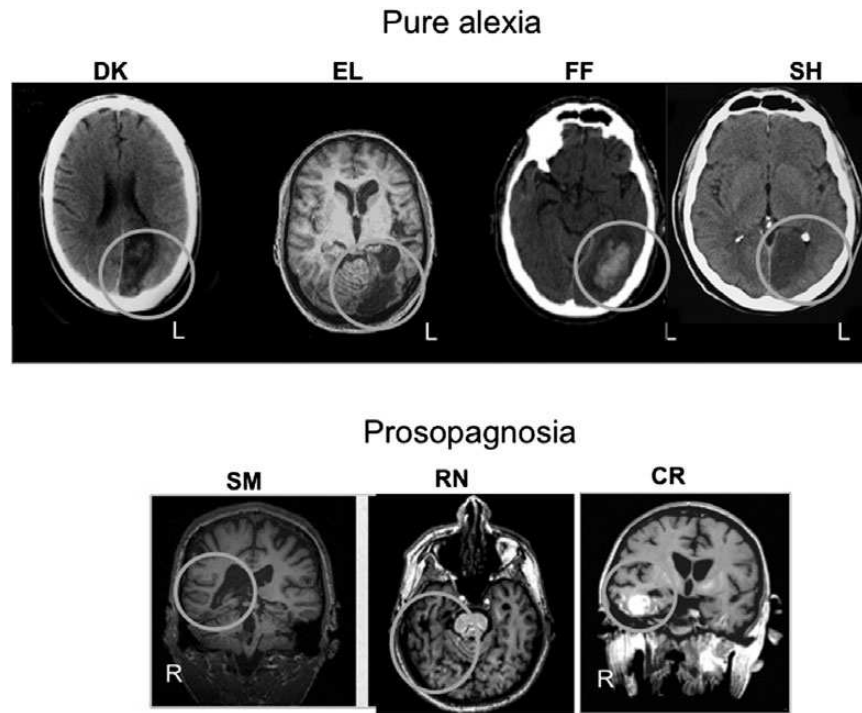 Pure alexia
DK EL FF SH
L L L L
Prosopagnosia
SM RN CR
R R